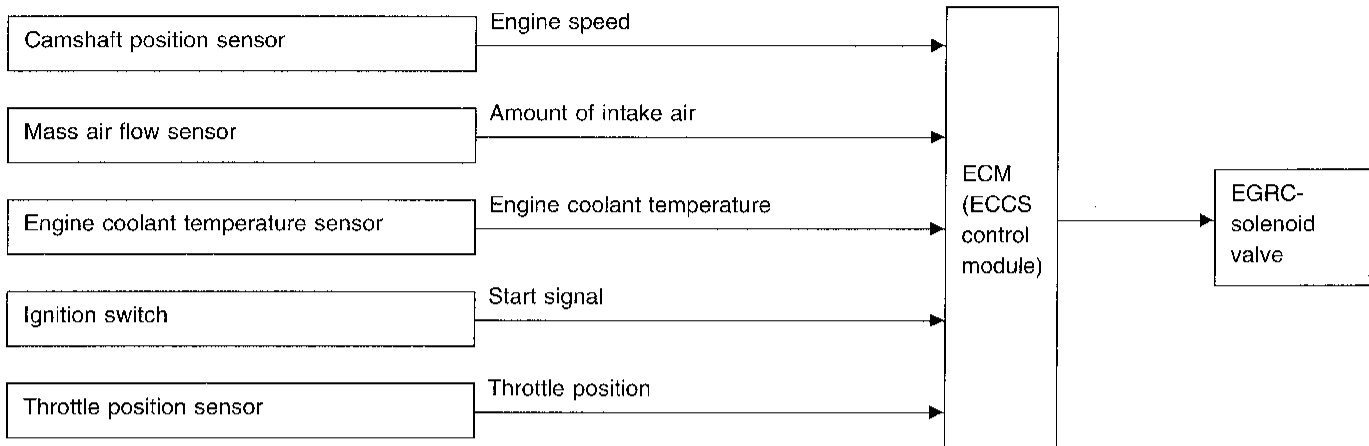 Camshaft position sensor
Engine speed
Mass air flow sensor
Amount of intake air
Engine coolant temperature sensor
Engine coolant temperature
Ignition switch
Start signal
Throttle position sensor
Throttle position
ECM
(ECCS
control
module)
EGRC-
solenoid
valve